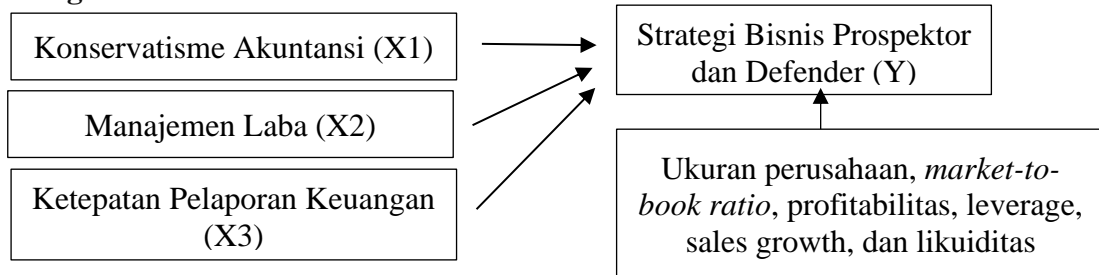 Konservatisme Akuntansi (X1)
Manajemen Laba (X2)
Ketepatan Pelaporan Keuangan
(X3)
Strategi Bisnis Prospektor
dan Defender (Y)
Ukuran perusahaan, market-to-
book ratio, profitabilitas, leverage,
sales growth, dan likuiditas